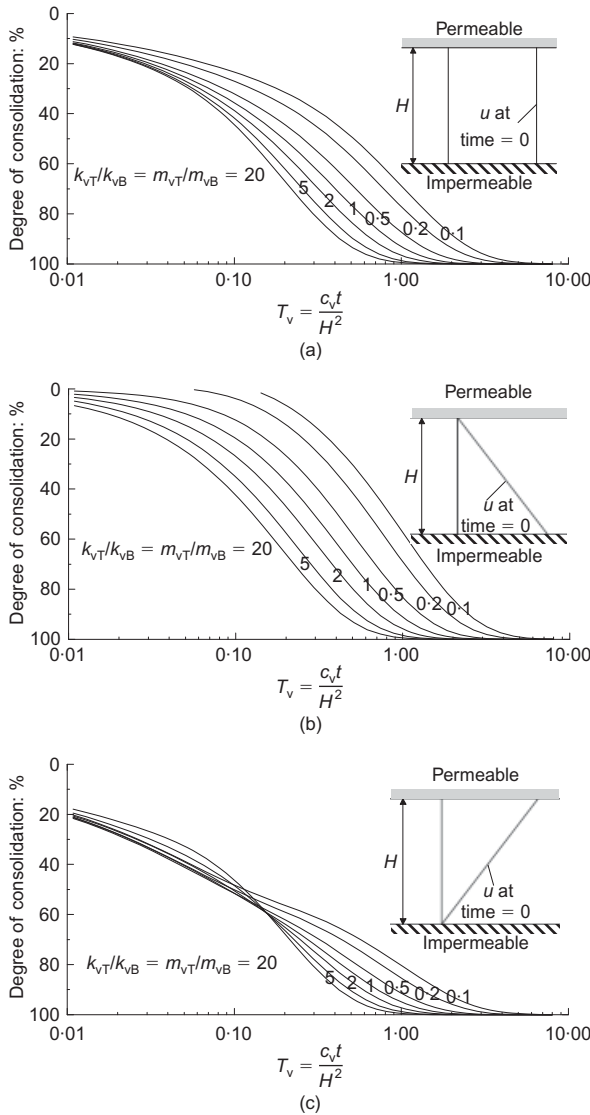 0
20
40
60
80
100
Degree of consolidation: %
0·01
0·10
1·00
10·00
k_vT/k_vB = m_vT/m_vB = 20
5
2
1
0·5
0·2
0·1
Permeable
H
u at
time = 0
Impermeable
T_v = c_v t / H²
(a)
0
20
40
60
80
100
Degree of consolidation: %
0·01
0·10
1·00
10·00
k_vT/k_vB = m_vT/m_vB = 20
5
2
1
0·5
0·2
0·1
Permeable
H
u at
time = 0
Impermeable
T_v = c_v t / H²
(b)
0
20
40
60
80
100
Degree of consolidation: %
0·01
0·10
1·00
10·00
k_vT/k_vB = m_vT/m_vB = 20
5
2
1
0·5
0·2
0·1
Permeable
H
u at
time = 0
Impermeable
T_v = c_v t / H²
(c)